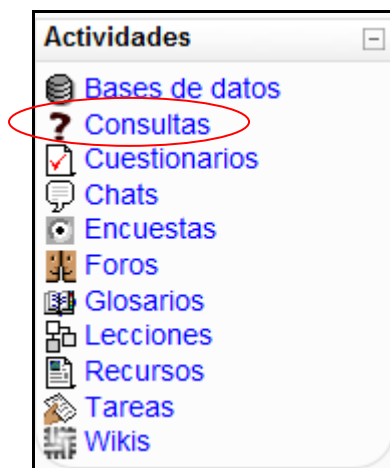 Actividades
Bases de datos
Consultas
Cuestionarios
Chats
Encuestas
Foros
Glosarios
Lecciones
Recursos
Tareas
Wikis